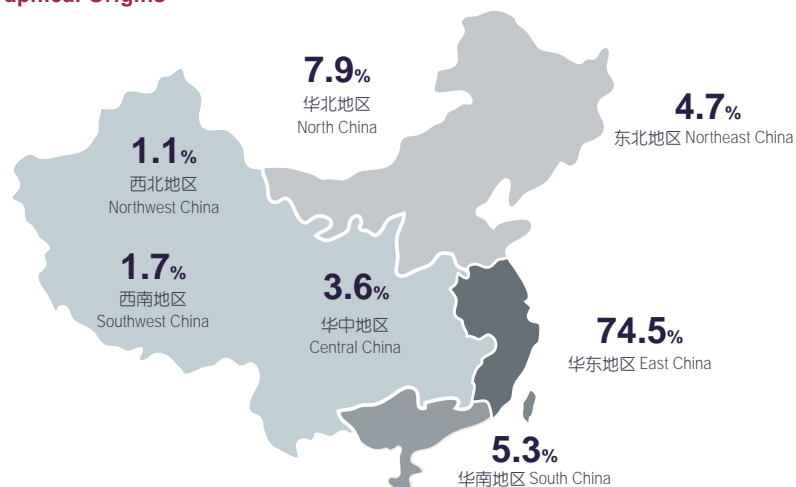 7.9%
华北地区
North China
4.7%
东北地区 Northeast China
1.1%
西北地区
Northwest China
1.7%
西南地区
Southwest China
3.6%
华中地区
Central China
74.5%
华东地区 East China
5.3%
华南地区 South China